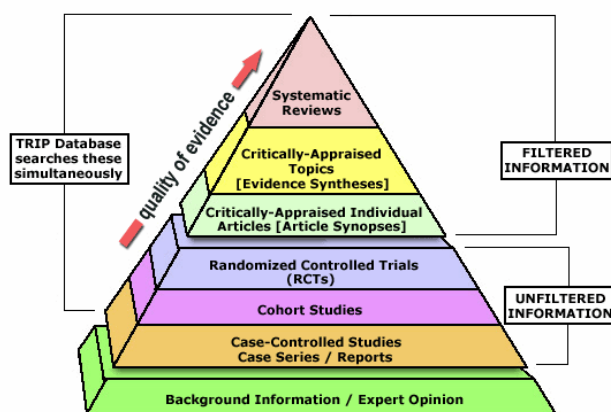 Systematic
Reviews
quality of evidence
TRIP Database
searches these
simultaneously
Critically-Appraised
Topics
[Evidence Syntheses]
FILTERED
INFORMATION
Critically-Appraised Individual
Articles [Article Synopses]
Randomized Controlled Trials
(RCTs)
UNFILTERED
INFORMATION
Cohort Studies
Case-Controlled Studies
Case Series / Reports
Background Information / Expert Opinion